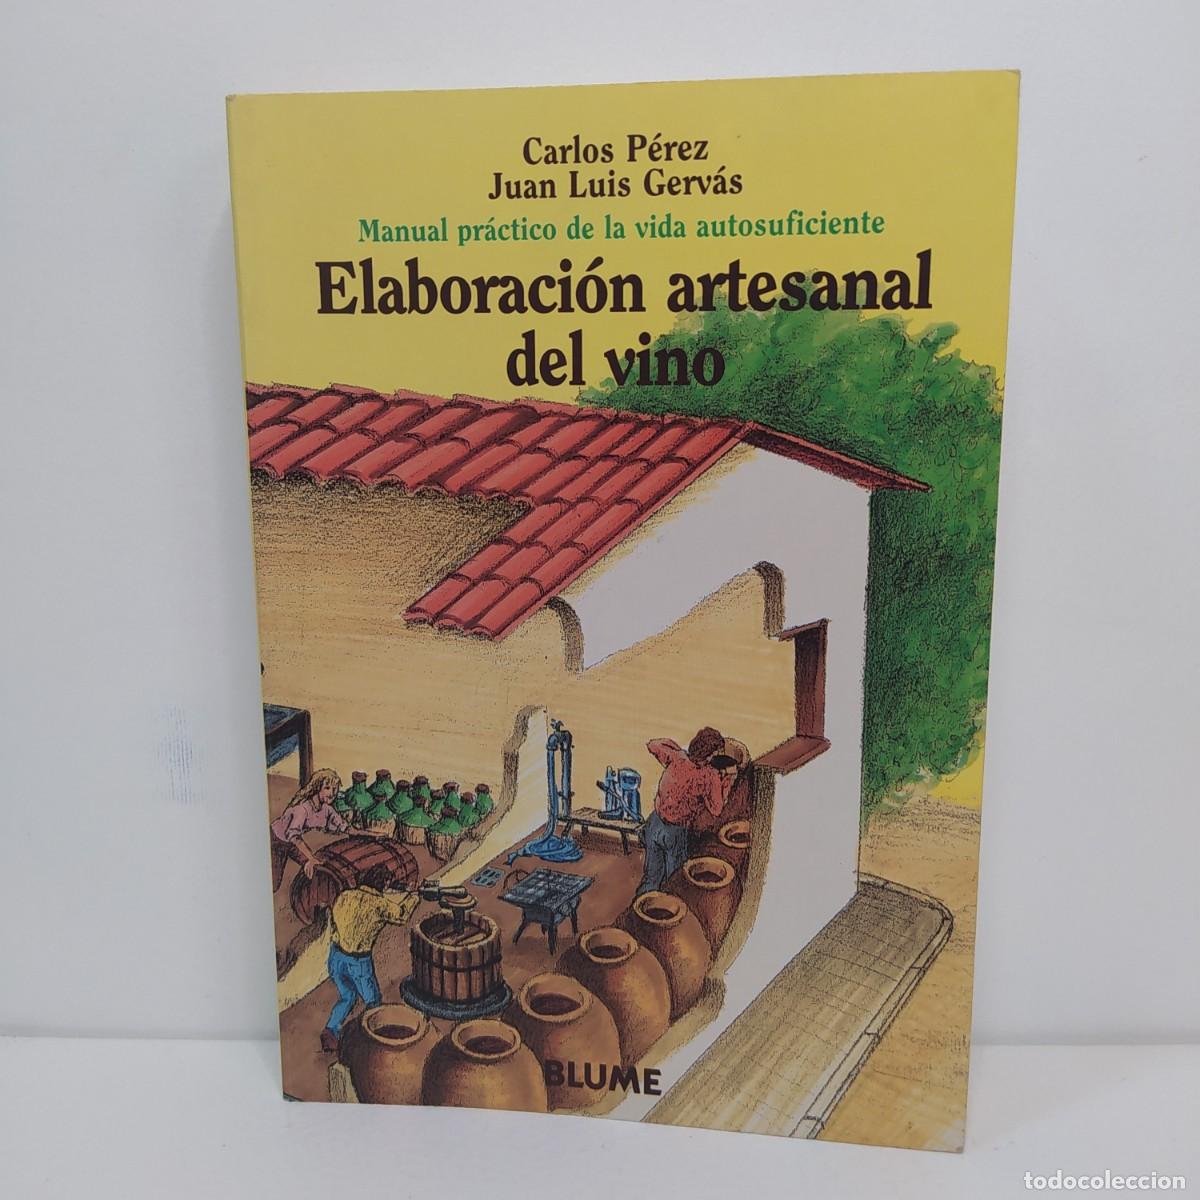 Carlos Pérez
Juan Luis Gervás
Manual práctico de la vida autosuficiente
Elaboración artesanal
del vino
BLUME
todocoleccion